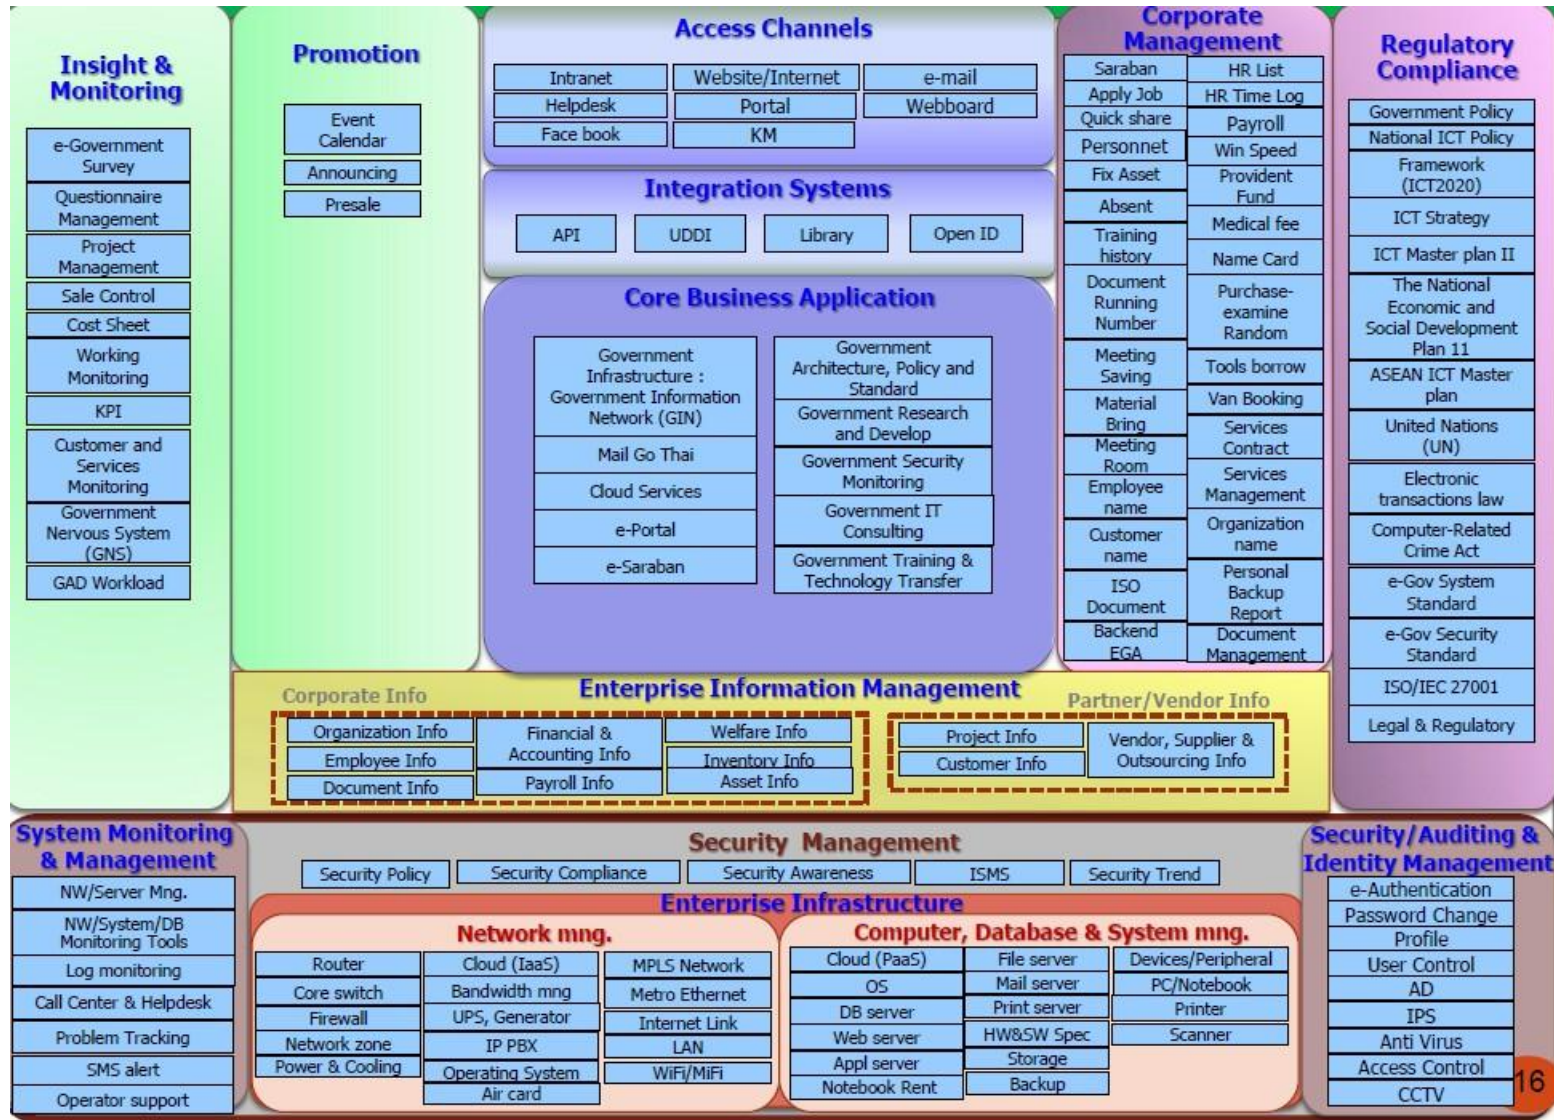 Insight &
Monitoring
e-Government
Survey
Questionnaire
Management
Project
Management
Sale Control
Cost Sheet
Working
Monitoring
KPI
Customer and
Services
Monitoring
Government
Nervous System
(GNS)
GAD Workload
Promotion
Event
Calendar
Announcing
Presale
Access Channels
Intranet
Website/Internet
e-mail
Helpdesk
Portal
Webboard
Face book
KM
Integration Systems
API
UDDI
Library
Open ID
Core Business Application
Government
Infrastructure :
Government Information
Network (GIN)
Mail Go Thai
Cloud Services
e-Portal
e-Saraban
Government
Architecture, Policy and
Standard
Government Research
and Develop
Government Security
Monitoring
Government IT
Consulting
Government Training &
Technology Transfer
Corporate
Management
Saraban
Apply Job
Quick share
Personnet
Fix Asset
Absent
Training
history
Document
Running
Number
Meeting
Saving
Material
Bring
Meeting
Room
Employee
name
Customer
name
ISO
Document
Backend
EGA
HR List
HR Time Log
Payroll
Win Speed
Provident
Fund
Medical fee
Name Card
Purchase-
examine
Random
Tools borrow
Van Booking
Services
Contract
Services
Management
Organization
name
Personal
Backup
Report
Document
Management
Regulatory
Compliance
Government Policy
National ICT Policy
Framework
(ICT2020)
ICT Strategy
ICT Master plan II
The National
Economic and
Social Development
Plan 11
ASEAN ICT Master
plan
United Nations
(UN)
Electronic
transactions law
Computer-Related
Crime Act
e-Gov System
Standard
e-Gov Security
Standard
ISO/IEC 27001
Legal & Regulatory
Enterprise Information Management
Corporate Info
Organization Info
Employee Info
Document Info
Financial &
Accounting Info
Payroll Info
Welfare Info
Inventory Info
Asset Info
Partner/Vendor Info
Project Info
Customer Info
Vendor, Supplier &
Outsourcing Info
System Monitoring
& Management
NW/Server Mng.
NW/System/DB
Monitoring Tools
Log monitoring
Call Center & Helpdesk
Problem Tracking
SMS alert
Operator support
Security Management
Security Policy
Security Compliance
Security Awareness
ISMS
Security Trend
Enterprise Infrastructure
Network mng.
Router
Core switch
Firewall
Network zone
Power & Cooling
Cloud (IaaS)
Bandwidth mng
UPS, Generator
IP PBX
Operating System
Air card
MPLS Network
Metro Ethernet
Internet Link
LAN
WiFi/MiFi
Computer, Database & System mng.
Cloud (PaaS)
OS
DB server
Web server
Appl server
Notebook Rent
File server
Mail server
Print server
HW&SW Spec
Storage
Backup
Devices/Peripheral
PC/Notebook
Printer
Scanner
Security/Auditing &
Identity Management
e-Authentication
Password Change
Profile
User Control
AD
IPS
Anti Virus
Access Control
CCTV
16